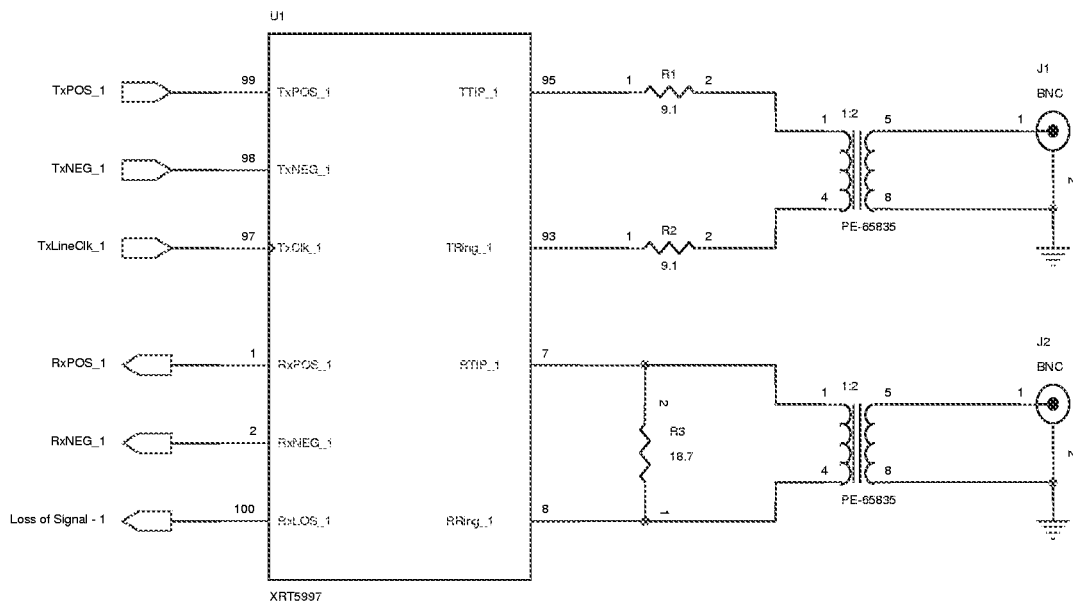 U1
TxPOS_1 99 TxPOS_1 TTIP_1 95 1 R1 2 9.1
J1
BNC
1 1:2 5 1
TxNEG_1 98 TxNEG_1
2
4 8
PE-65835
TxLineClk_1 97 TxClk_1 TRing_1 93 1 R2 2 9.1
RxPOS_1 1 RxPOS_1 RTIP_1 7
J2
BNC
1 1:2 5 1
2 R3 18.7 1
RxNEG_1 2 RxNEG_1
2
4 8
PE-65835
Loss of Signal - 1 100 RxLOS_1 RRing_1 8
XRT5997